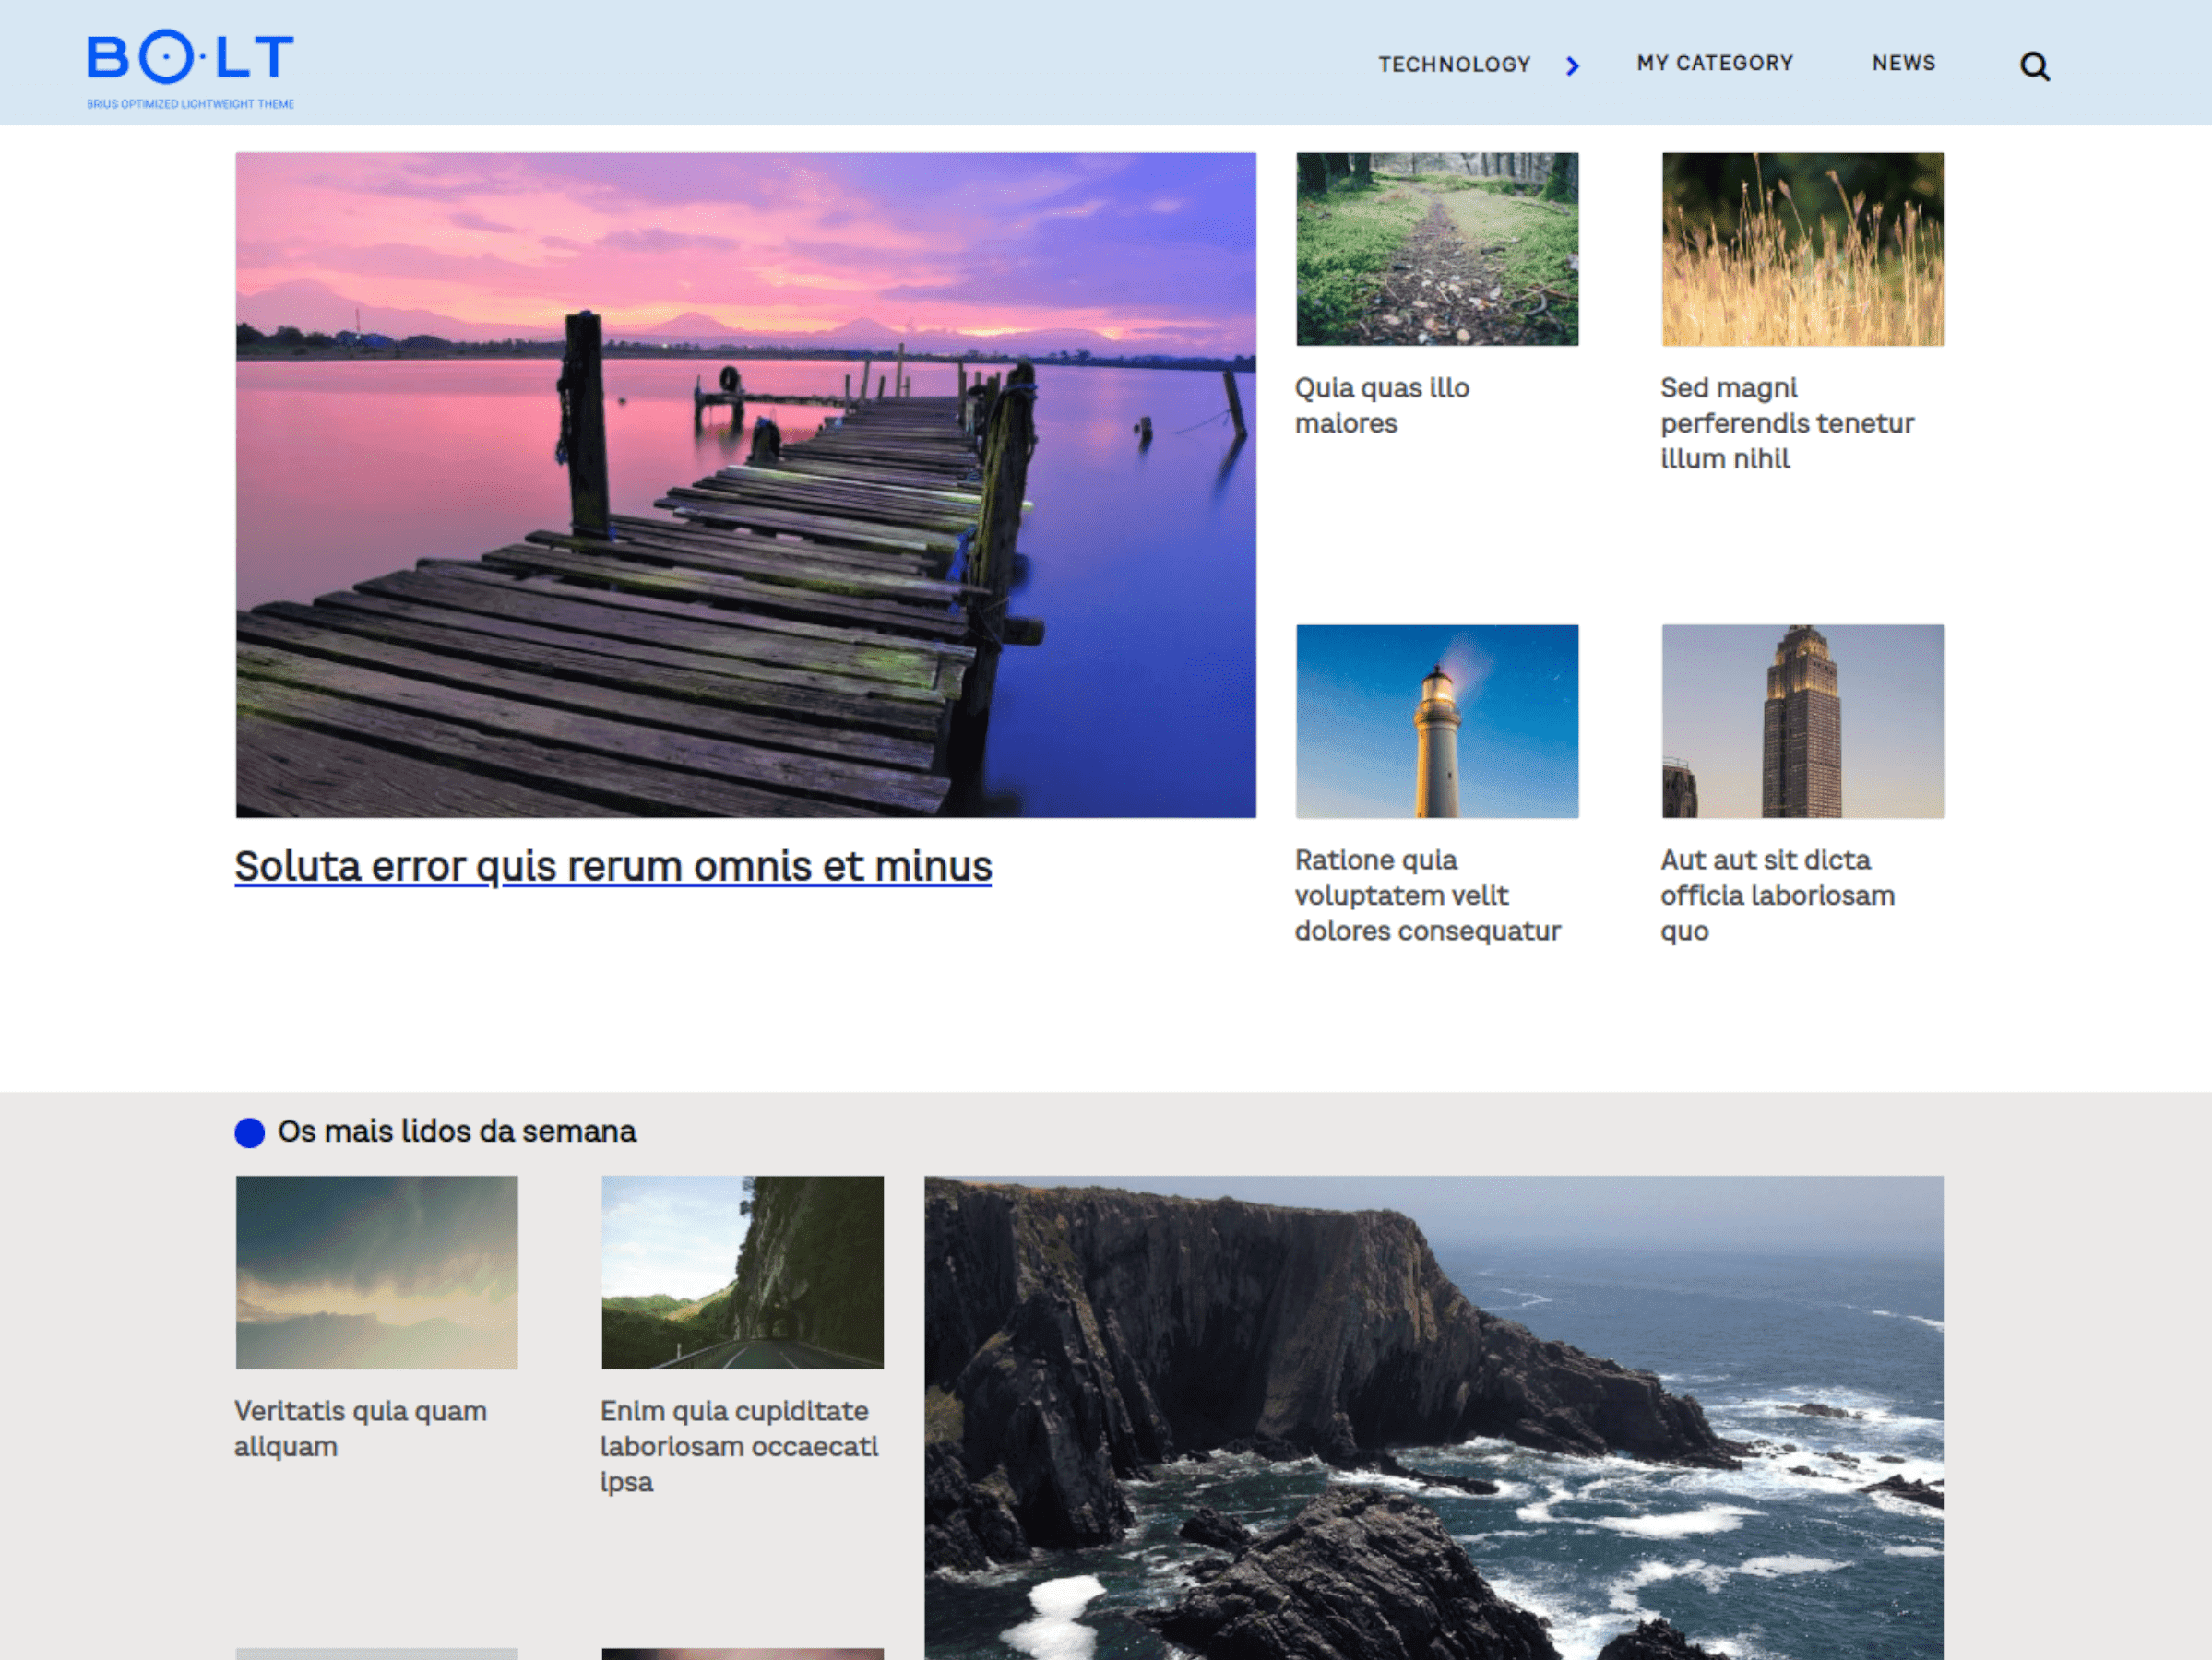 BO·LT
BRIUS OPTIMIZED LIGHTWEIGHT THEME
TECHNOLOGY
MY CATEGORY
NEWS
Quia quas illo
maiores
Sed magni
perferendis tenetur
illum nihil
Soluta error quis rerum omnis et minus
Ratione quia
voluptatem velit
dolores consequatur
Aut aut sit dicta
officia laboriosam
quo
Os mais lidos da semana
Veritatis quia quam
aliquam
Enim quia cupiditate
laboriosam occaecati
ipsa